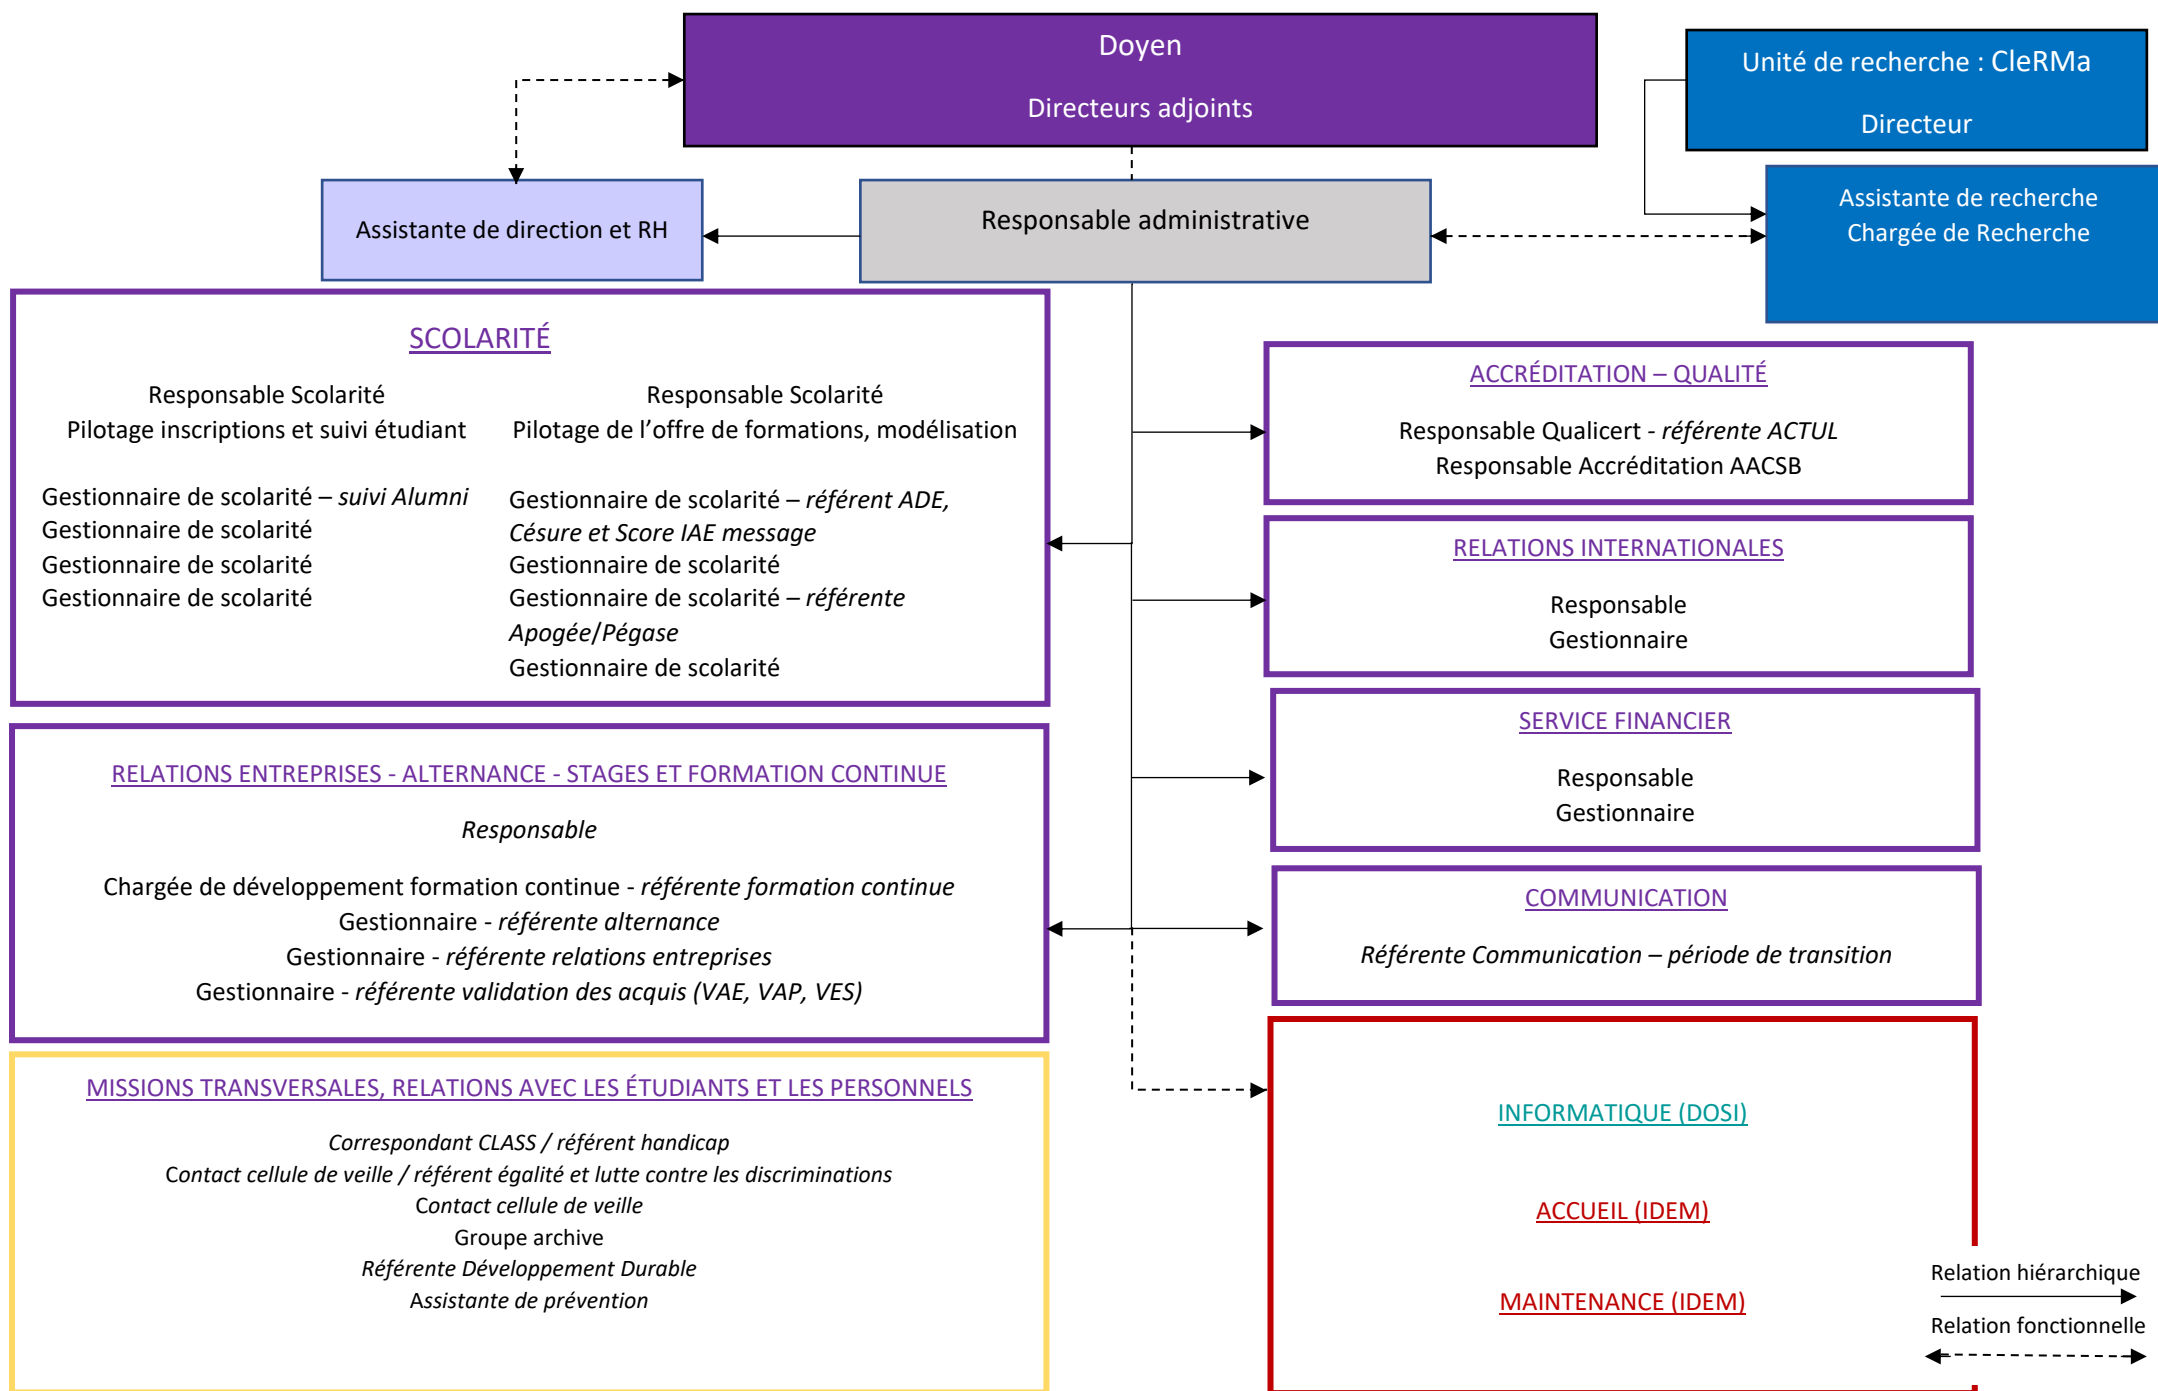 Doyen
Directeurs adjoints
Unité de recherche : CleRMa
Directeur
Assistante de direction et RH
Responsable administrative
Assistante de recherche
Chargée de Recherche
SCOLARITÉ
Responsable Scolarité
Pilotage inscriptions et suivi étudiant
Gestionnaire de scolarité – suivi Alumni
Gestionnaire de scolarité
Gestionnaire de scolarité
Gestionnaire de scolarité
Responsable Scolarité
Pilotage de l’offre de formations, modélisation
Gestionnaire de scolarité – référent ADE,
Césure et Score IAE message
Gestionnaire de scolarité
Gestionnaire de scolarité – référente
Apogée/Pégase
Gestionnaire de scolarité
ACCRÉDITATION – QUALITÉ
Responsable Qualicert - référente ACTUL
Responsable Accréditation AACSB
RELATIONS INTERNATIONALES
Responsable
Gestionnaire
SERVICE FINANCIER
Responsable
Gestionnaire
RELATIONS ENTREPRISES - ALTERNANCE - STAGES ET FORMATION CONTINUE
Responsable
Chargée de développement formation continue - référente formation continue
Gestionnaire - référente alternance
Gestionnaire - référente relations entreprises
Gestionnaire - référente validation des acquis (VAE, VAP, VES)
COMMUNICATION
Référente Communication – période de transition
MISSIONS TRANSVERSALES, RELATIONS AVEC LES ÉTUDIANTS ET LES PERSONNELS
Correspondant CLASS / référent handicap
Contact cellule de veille / référent égalité et lutte contre les discriminations
Contact cellule de veille
Groupe archive
Référente Développement Durable
Assistante de prévention
INFORMATIQUE (DOSI)
ACCUEIL (IDEM)
MAINTENANCE (IDEM)
Relation hiérarchique
Relation fonctionnelle